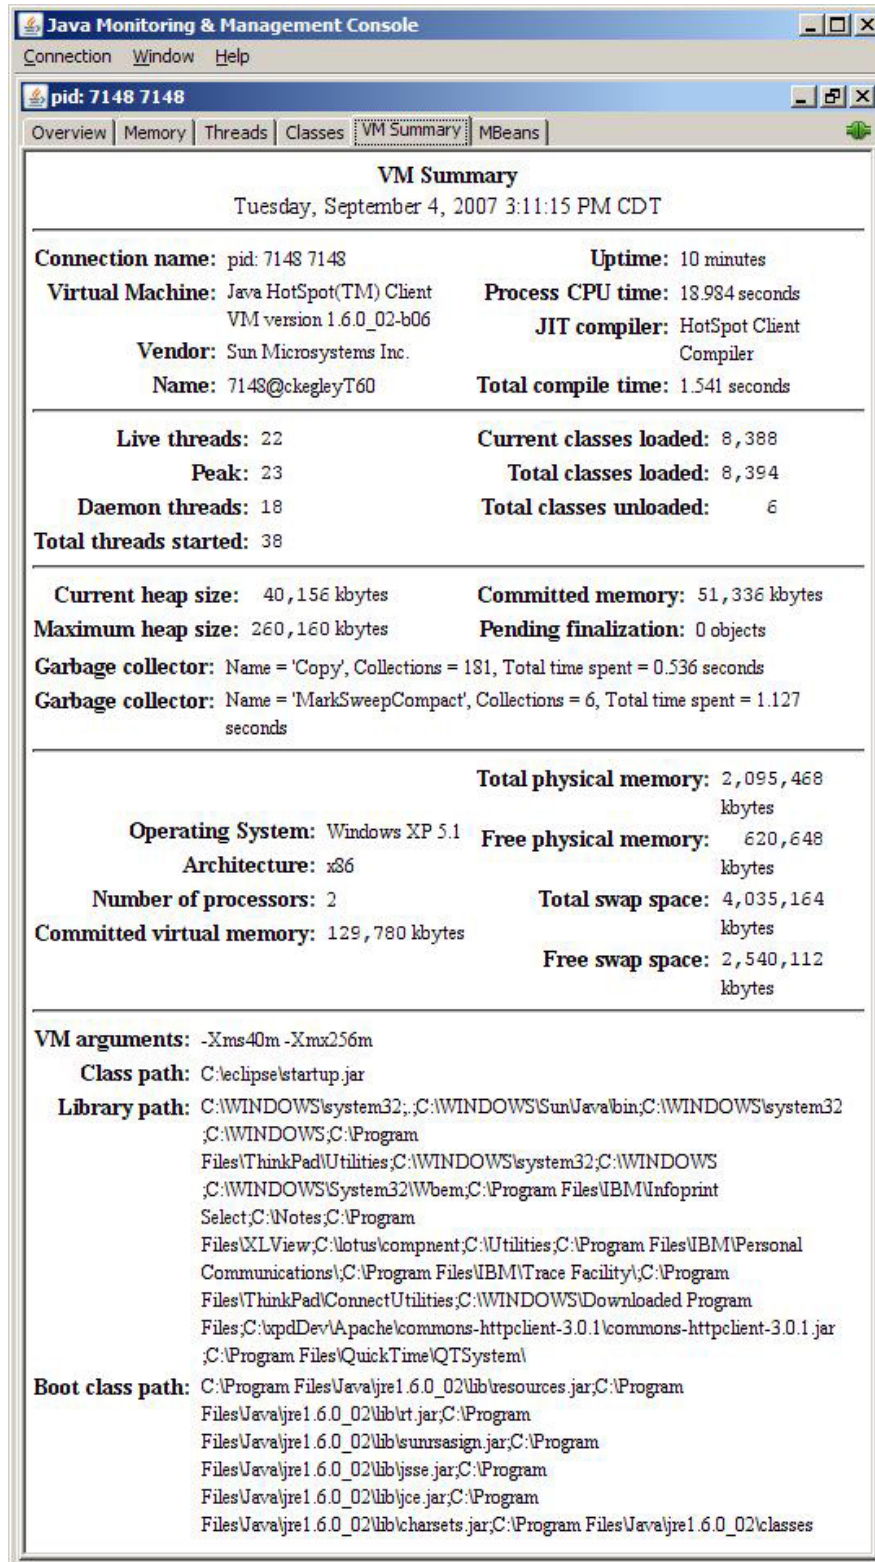 Java Monitoring & Management Console
Connection Window Help
pid: 7148 7148
Overview Memory Threads Classes VM Summary MBeans
VM Summary
Tuesday, September 4, 2007 3:11:15 PM CDT
Connection name: pid: 7148 7148
Virtual Machine: Java HotSpot(TM) Client
VM version 1.6.0_02-b06
Vendor: Sun Microsystems Inc.
Name: 7148@ckegleyT60
Uptime: 10 minutes
Process CPU time: 18.984 seconds
JIT compiler: HotSpot Client
Compiler
Total compile time: 1.541 seconds
Live threads: 22
Peak: 23
Daemon threads: 18
Total threads started: 38
Current classes loaded: 8,388
Total classes loaded: 8,394
Total classes unloaded: 6
Current heap size: 40,156 kbytes
Maximum heap size: 260,160 kbytes
Committed memory: 51,336 kbytes
Pending finalization: 0 objects
Garbage collector: Name = 'Copy', Collections = 181, Total time spent = 0.536 seconds
Garbage collector: Name = 'MarkSweepCompact', Collections = 6, Total time spent = 1.127
seconds
Operating System: Windows XP 5.1
Architecture: x86
Number of processors: 2
Committed virtual memory: 129,780 kbytes
Total physical memory: 2,095,468
kbytes
Free physical memory: 620,648
kbytes
Total swap space: 4,035,164
kbytes
Free swap space: 2,540,112
kbytes
VM arguments: -Xms40m -Xmx256m
Class path: C:\eclipse\startup.jar
Library path: C:\WINDOWS\system32;.;C:\WINDOWS\Sun\Java\bin;C:\WINDOWS\system32
;C:\WINDOWS;C:\Program
Files\ThinkPad\Utilities;C:\WINDOWS\system32;C:\WINDOWS
;C:\WINDOWS\System32\Wbem;C:\Program Files\IBM\Infoprint
Select;C:\Notes;C:\Program
Files\XLView;C:\lotus\compnent;C:\Utilities;C:\Program Files\IBM\Personal
Communications\;C:\Program Files\IBM\Trace Facility\;C:\Program
Files\ThinkPad\ConnectUtilities;C:\WINDOWS\Downloaded Program
Files;C:\xpdDev\Apache\commons-httpclient-3.0.1\commons-httpclient-3.0.1.jar
;C:\Program Files\QuickTime\QTSystem\
Boot class path: C:\Program Files\Java\jre1.6.0_02\lib\resources.jar;C:\Program
Files\Java\jre1.6.0_02\lib\rt.jar;C:\Program
Files\Java\jre1.6.0_02\lib\sunrsasign.jar;C:\Program
Files\Java\jre1.6.0_02\lib\jsse.jar;C:\Program
Files\Java\jre1.6.0_02\lib\jce.jar;C:\Program
Files\Java\jre1.6.0_02\lib\charsets.jar;C:\Program Files\Java\jre1.6.0_02\classes